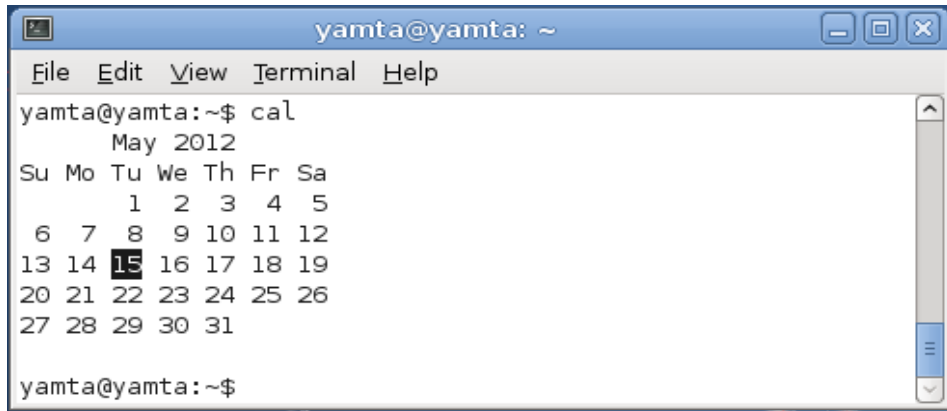 yamta@yamta: ~
File Edit View Terminal Help
yamta@yamta:~$ cal
      May 2012
Su Mo Tu We Th Fr Sa
       1  2  3  4  5
 6  7  8  9 10 11 12
13 14 15 16 17 18 19
20 21 22 23 24 25 26
27 28 29 30 31
yamta@yamta:~$